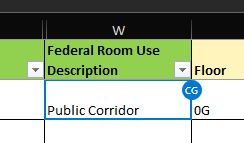 W
Federal Room Use
Description
Floor
CG
Public Corridor
0G